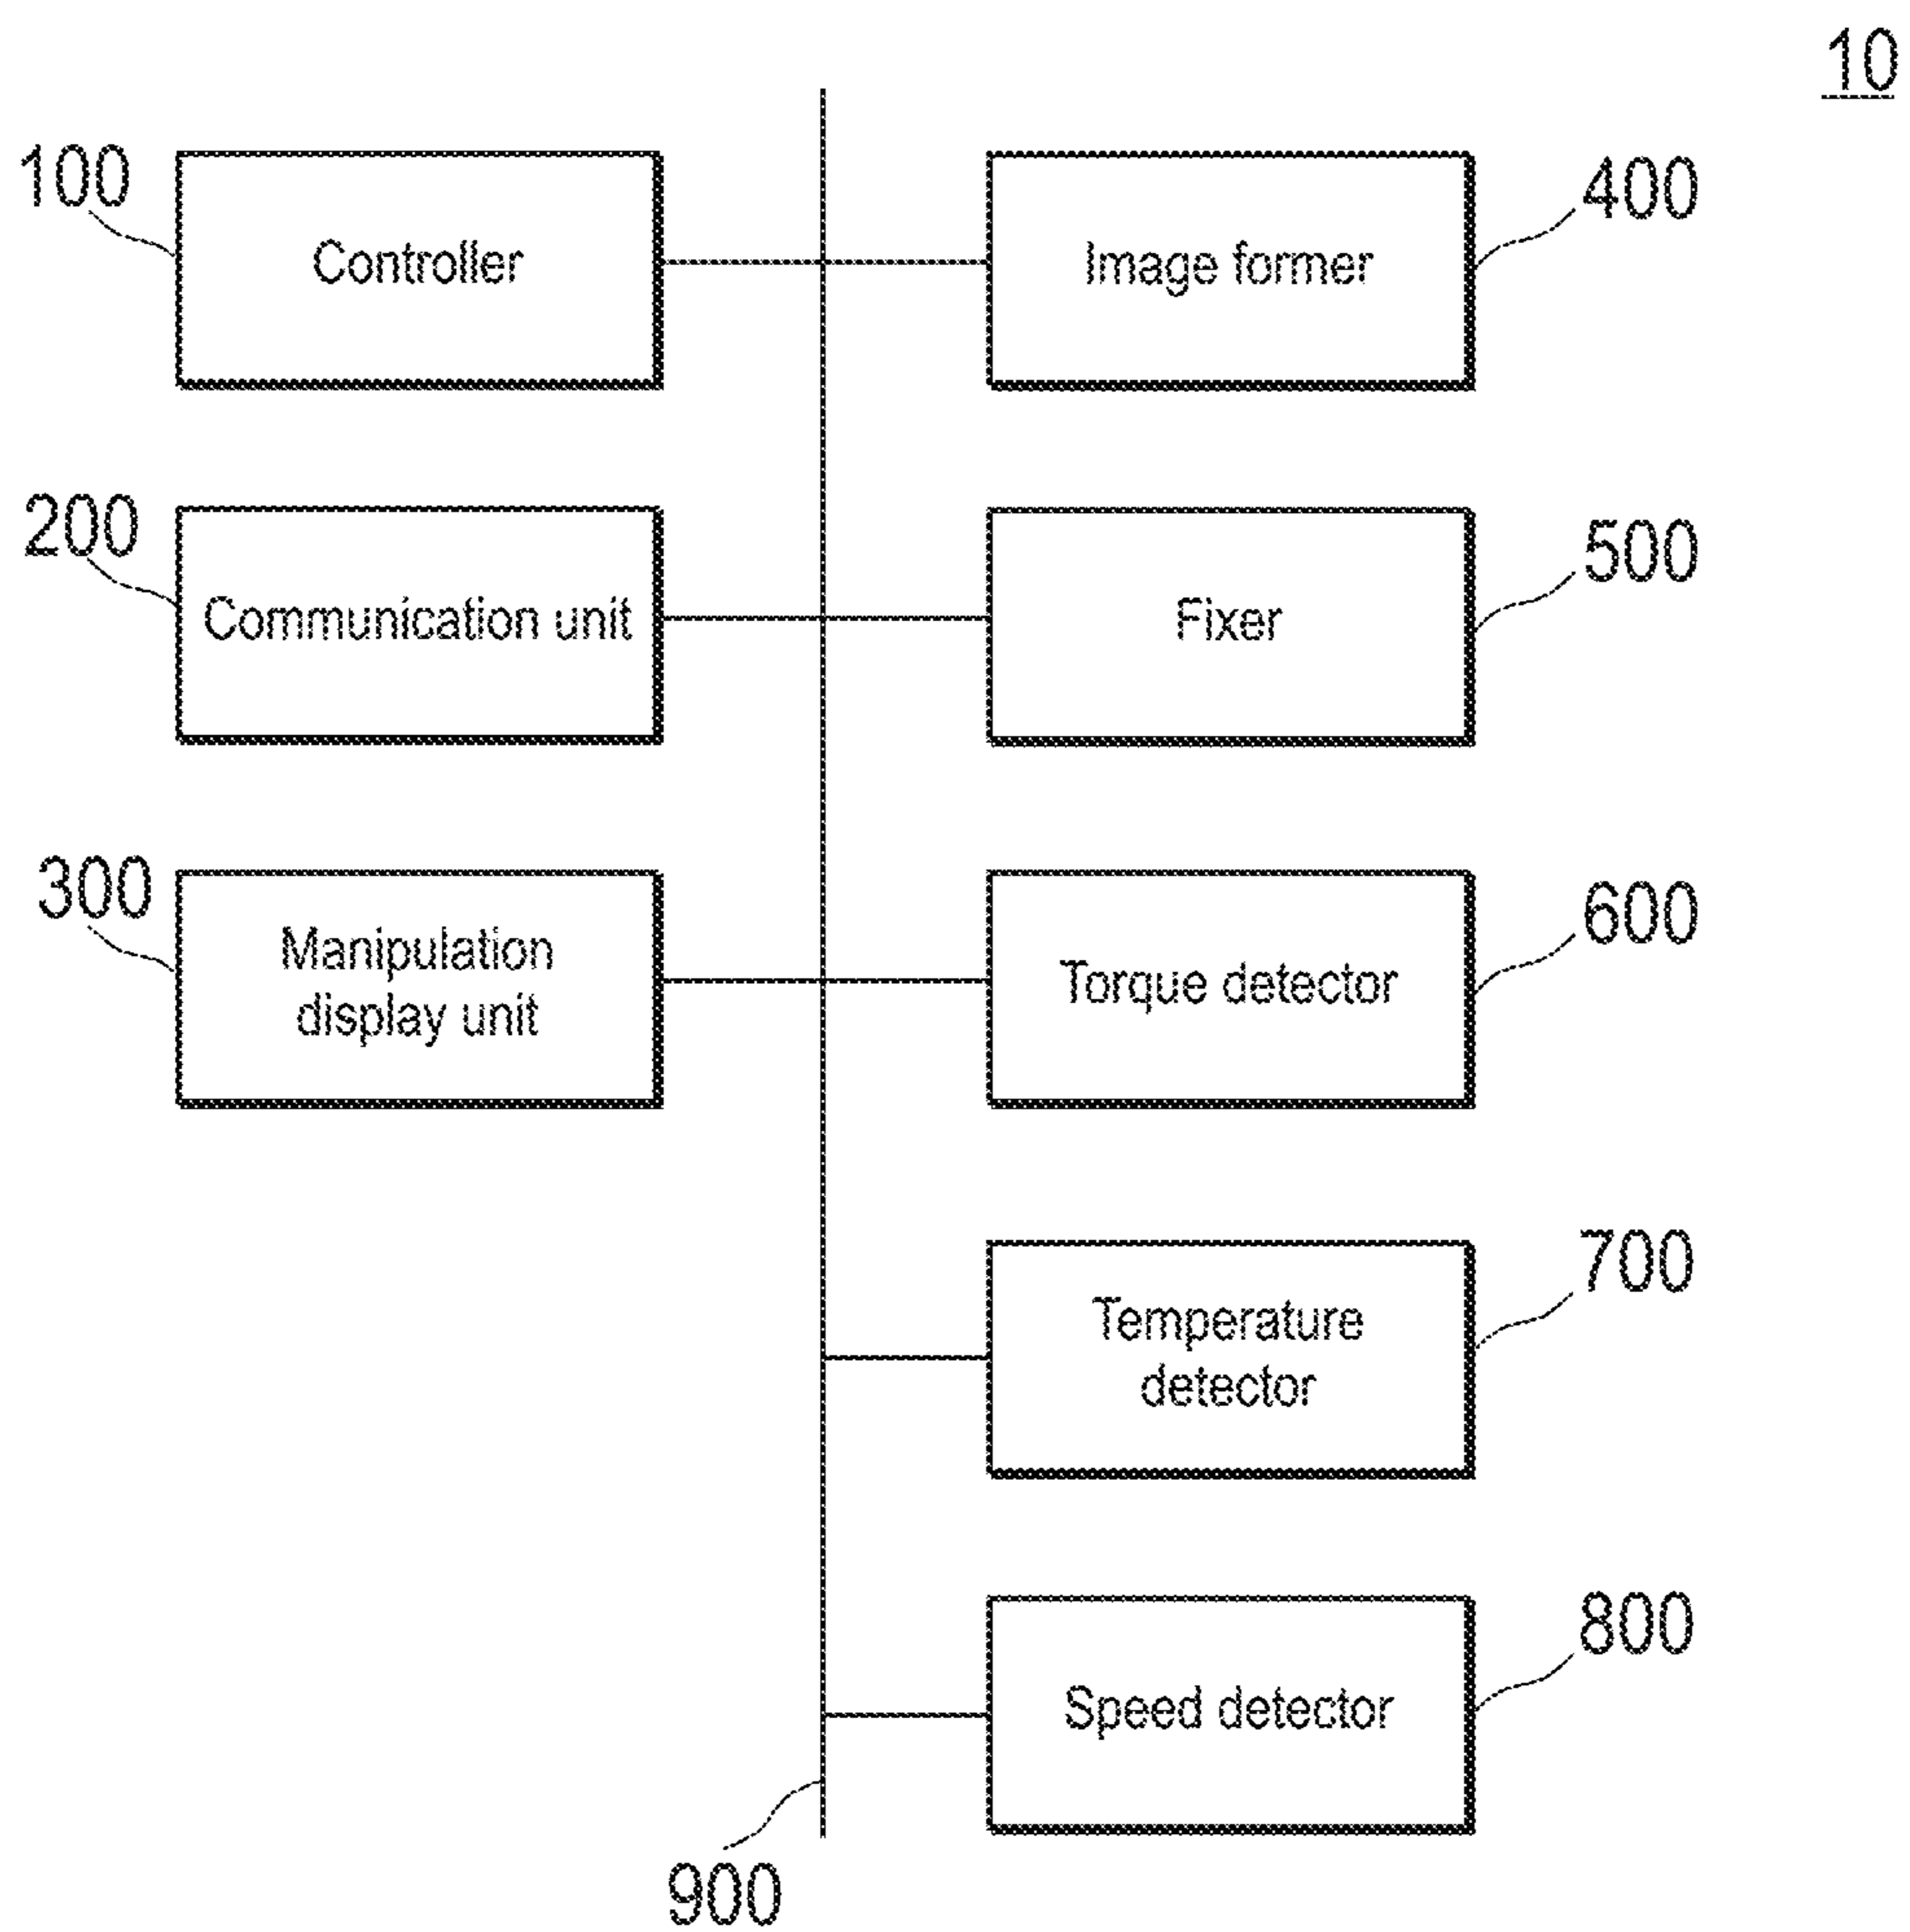 10
100
Controller
400
Image former
200
Communication unit
500
Fixer
300
Manipulation
display unit
600
Torque detector
700
Temperature
detector
800
Speed detector
900